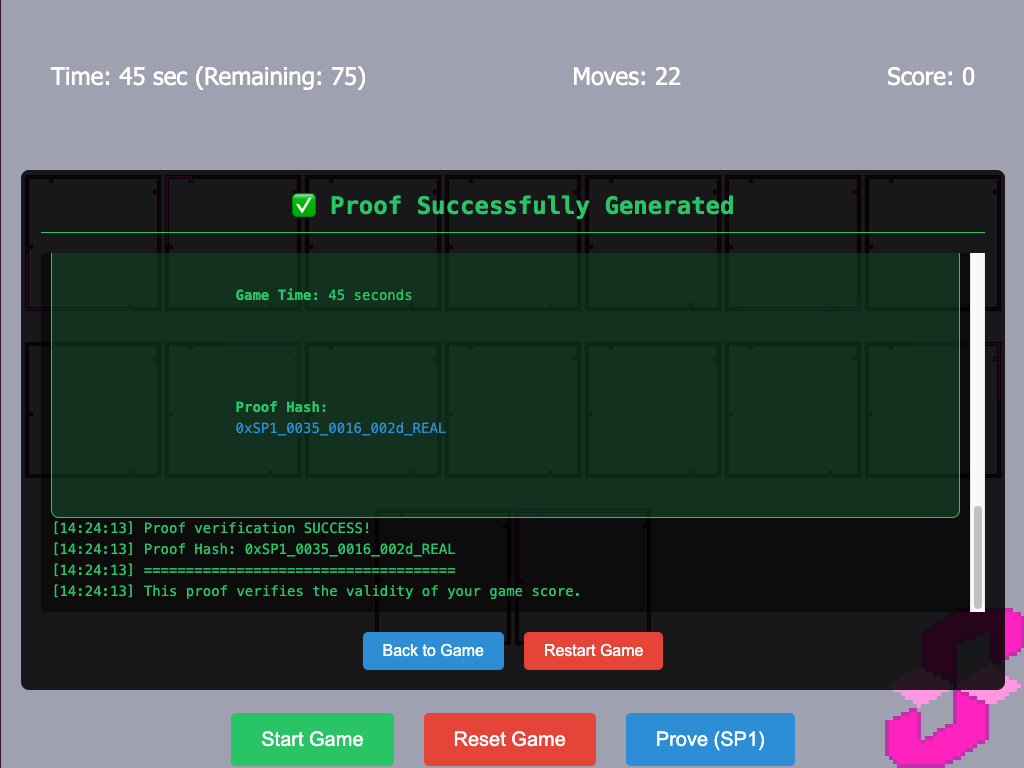 Time: 45 sec (Remaining: 75)
Moves: 22
Score: 0
✅ Proof Successfully Generated
Game Time: 45 seconds
Proof Hash:
0xSP1_0035_0016_002d_REAL
[14:24:13] Proof verification SUCCESS!
[14:24:13] Proof Hash: 0xSP1_0035_0016_002d_REAL
[14:24:13] =====================================
[14:24:13] This proof verifies the validity of your game score.
Back to Game
Restart Game
Start Game
Reset Game
Prove (SP1)